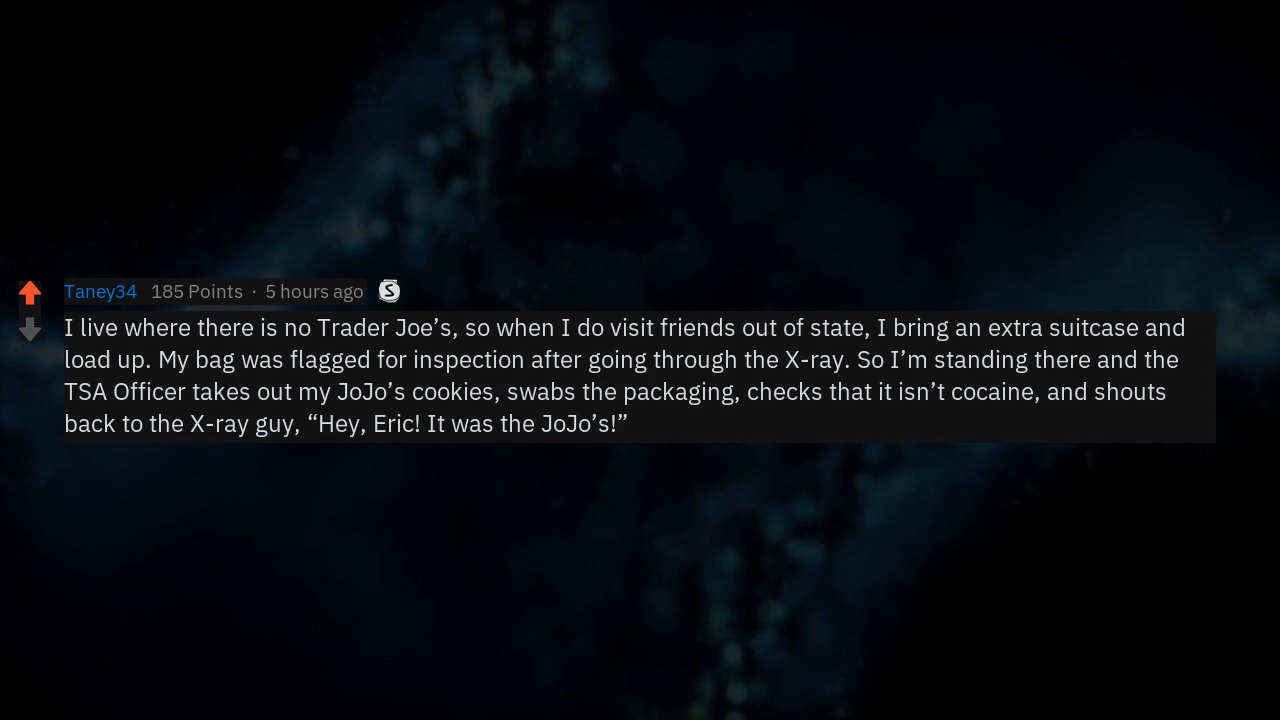 Taney34 185 Points · 5 hours ago S
I live where there is no Trader Joe’s, so when I do visit friends out of state, I bring an extra suitcase and
load up. My bag was flagged for inspection after going through the X-ray. So I’m standing there and the
TSA Officer takes out my JoJo’s cookies, swabs the packaging, checks that it isn’t cocaine, and shouts
back to the X-ray guy, “Hey, Eric! It was the JoJo’s!”